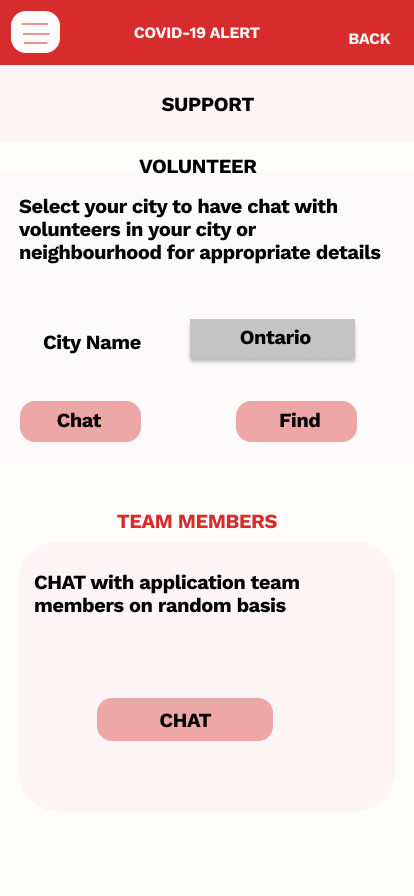 COVID-19 ALERT
BACK
SUPPORT
VOLUNTEER
Select your city to have chat with
volunteers in your city or
neighbourhood for appropriate details
City Name
Ontario
Chat
Find
TEAM MEMBERS
CHAT with application team
members on random basis
CHAT